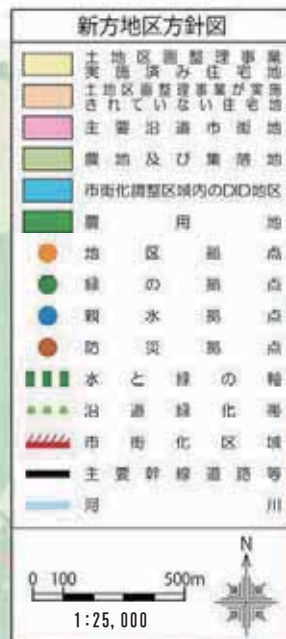 新方地区方針図
土地区画整理事業
実施済み住宅地
土地区画整理事業が実施
されていない住宅地
主要沿道市街地
農地及び集落地
市街化調整区域内のDID地区
農用地
地区拠点
緑の拠点
親水拠点
防災拠点
水と緑の軸
沿道緑化帯
市街化区域
主要幹線道路等
河川
N
0 100 500m
1:25,000